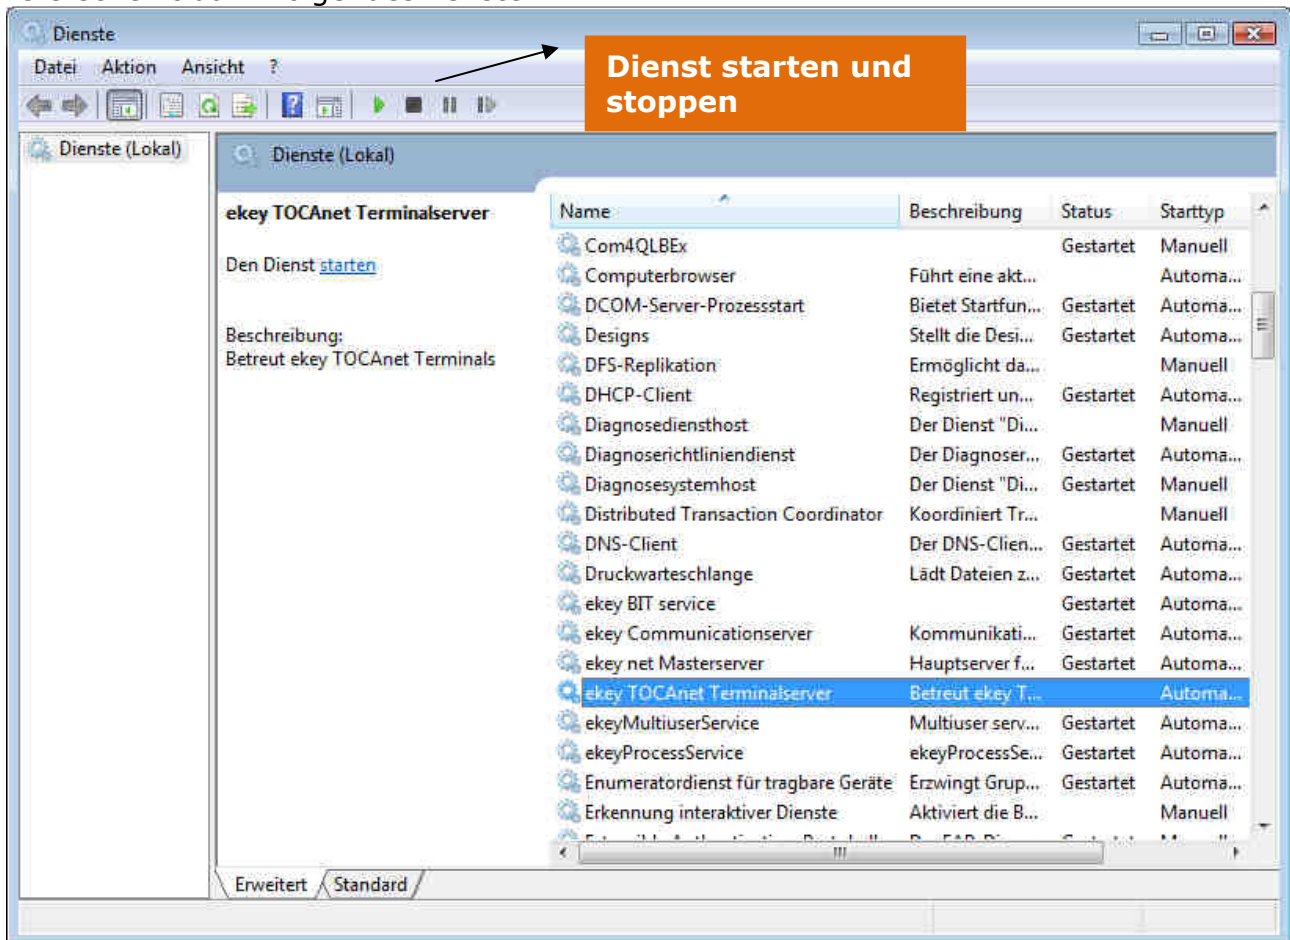 Dienste
Datei Aktion Ansicht ?
Dienst starten und
stoppen
Dienste (Lokal)
Dienste (Lokal)
ekey TOCAnet Terminalserver
Den Dienst starten
Beschreibung:
Betreut ekey TOCAnet Terminals
Name Beschreibung Status Starttyp
Com4QLBEx Gestartet Manuell
Computerbrowser Führt eine akt... Automa...
DCOM-Server-Prozessstart Bietet Startfun... Gestartet Automa...
Designs Stellt die Desi... Gestartet Automa...
DFS-Replikation Ermöglicht da... Manuell
DHCP-Client Registriert un... Gestartet Automa...
Diagnosediensthost Der Dienst "Di... Manuell
Diagnoserichtliniendienst Der Diagnoser... Gestartet Automa...
Diagnosesystemhost Der Dienst "Di... Gestartet Manuell
Distributed Transaction Coordinator Koordiniert Tr... Manuell
DNS-Client Der DNS-Clien... Gestartet Automa...
Druckwarteschlange Lädt Dateien z... Gestartet Automa...
ekey BIT service Gestartet Automa...
ekey Communicationserver Kommunikati... Gestartet Automa...
ekey net Masterserver Hauptserver f... Gestartet Automa...
ekey TOCAnet Terminalserver Betreut ekey T... Automa...
ekeyMultiuserService Multiuser serv... Gestartet Automa...
ekeyProcessService ekeyProcessSe... Gestartet Automa...
Enumeratordienst für tragbare Geräte Erzwingt Grup... Gestartet Automa...
Erkennung interaktiver Dienste Aktiviert die B... Manuell
Erweitert Standard